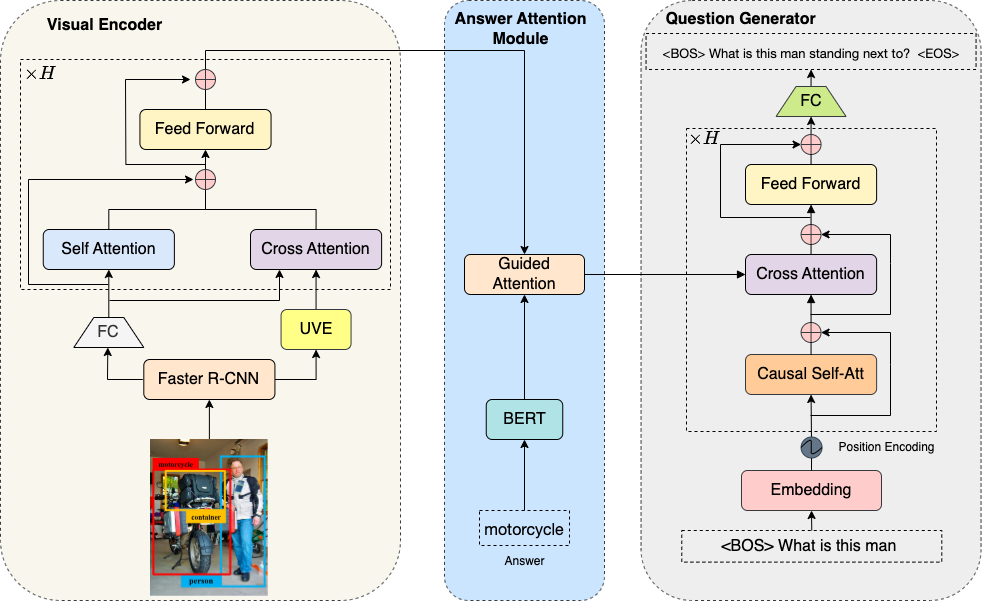 Visual Encoder
×H
Feed Forward
Self Attention
Cross Attention
FC
UVE
Faster R-CNN
motorcycle
container
person
Answer Attention
Module
Guided
Attention
BERT
motorcycle
Answer
Question Generator
<BOS> What is this man standing next to? <EOS>
FC
×H
Feed Forward
Cross Attention
Causal Self-Att
Position Encoding
Embedding
<BOS> What is this man